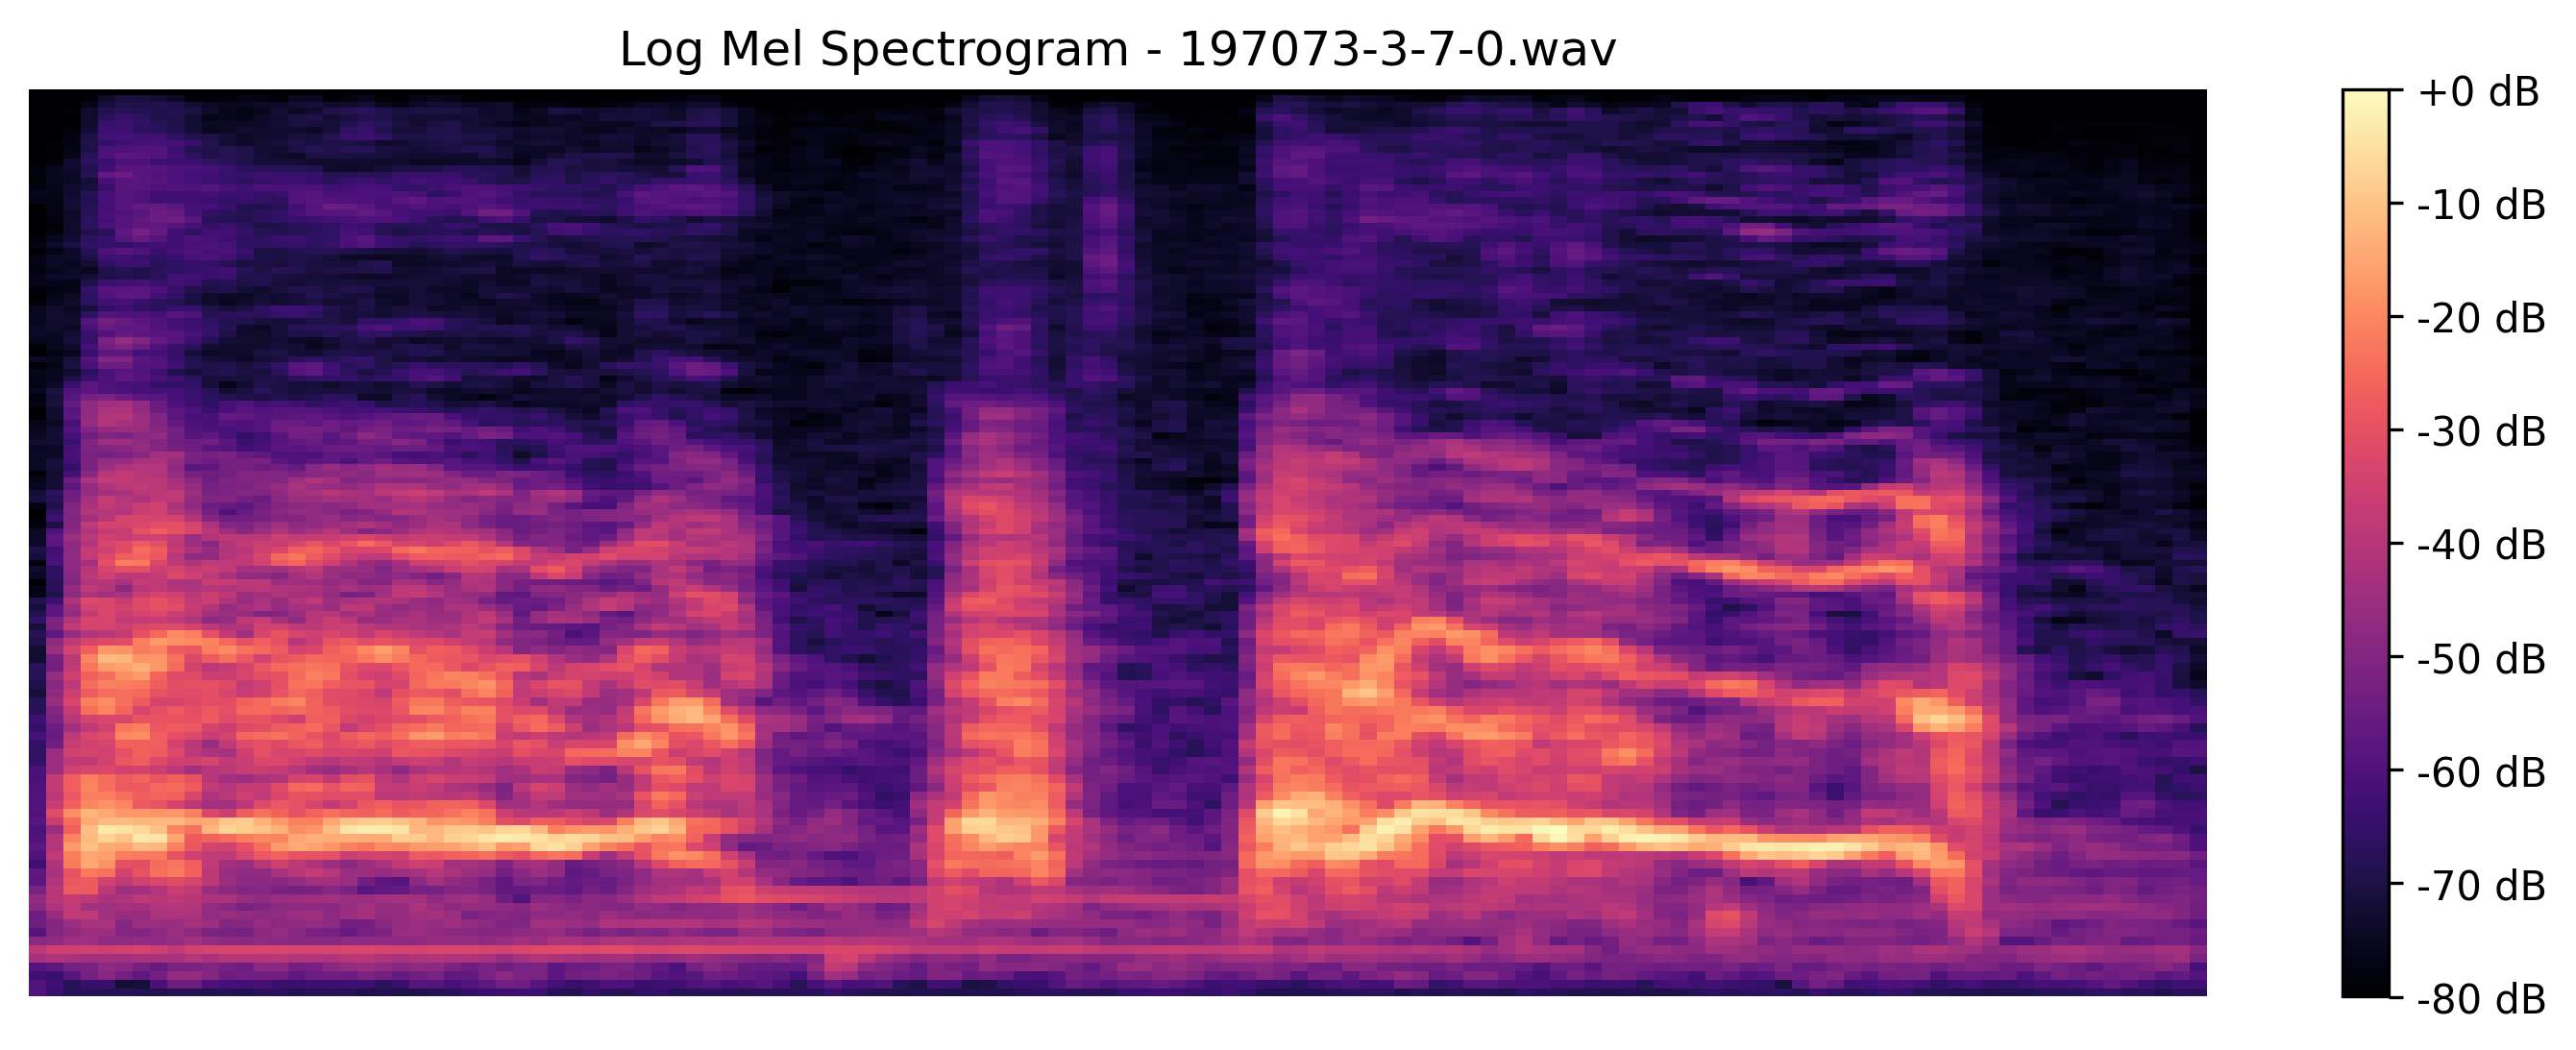 Log Mel Spectrogram - 197073-3-7-0.wav
+0 dB
-10 dB
-20 dB
-30 dB
-40 dB
-50 dB
-60 dB
-70 dB
-80 dB